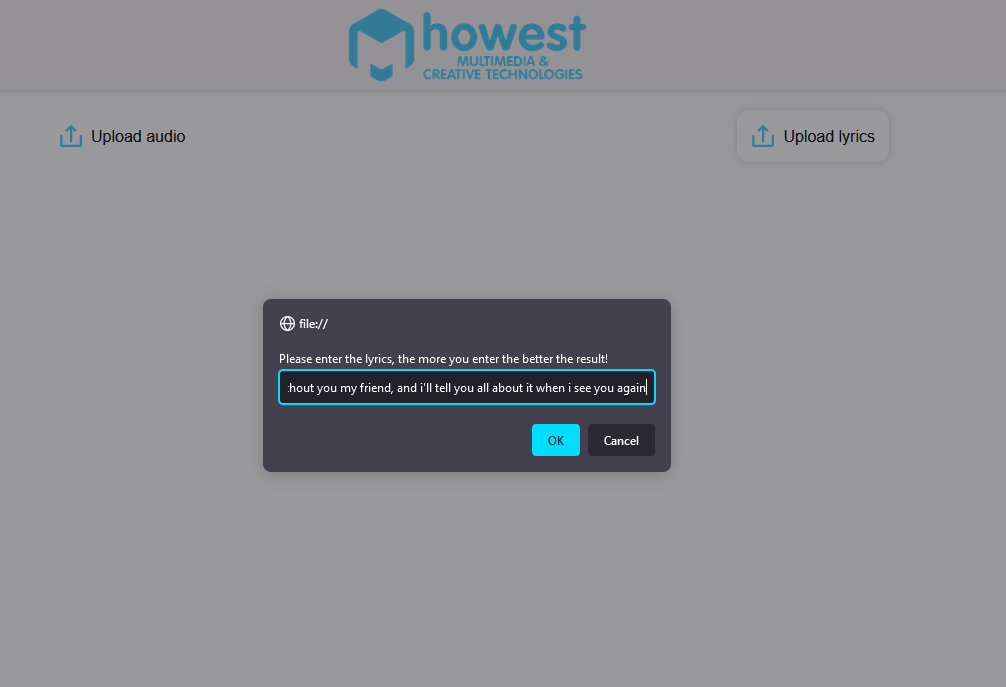 howest
MULTIMEDIA &
CREATIVE TECHNOLOGIES
Upload audio
Upload lyrics
file://
Please enter the lyrics, the more you enter the better the result!
hout you my friend, and i'll tell you all about it when i see you again
OK
Cancel